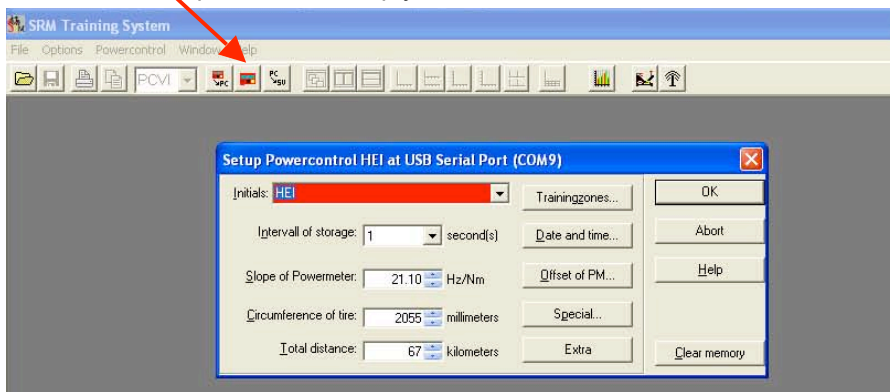 SRM Training System
File Options Powercontrol Window Help
PCVI PC PC SU
Setup Powercontrol HEI at USB Serial Port (COM9)
Initials: HEI Trainingzones... OK
Intervall of storage: 1 second(s) Date and time... Abort
Slope of Powermeter: 21.10 Hz/Nm Offset of PM... Help
Circumference of tire: 2055 millimeters Special...
Total distance: 67 kilometers Extra Clear memory